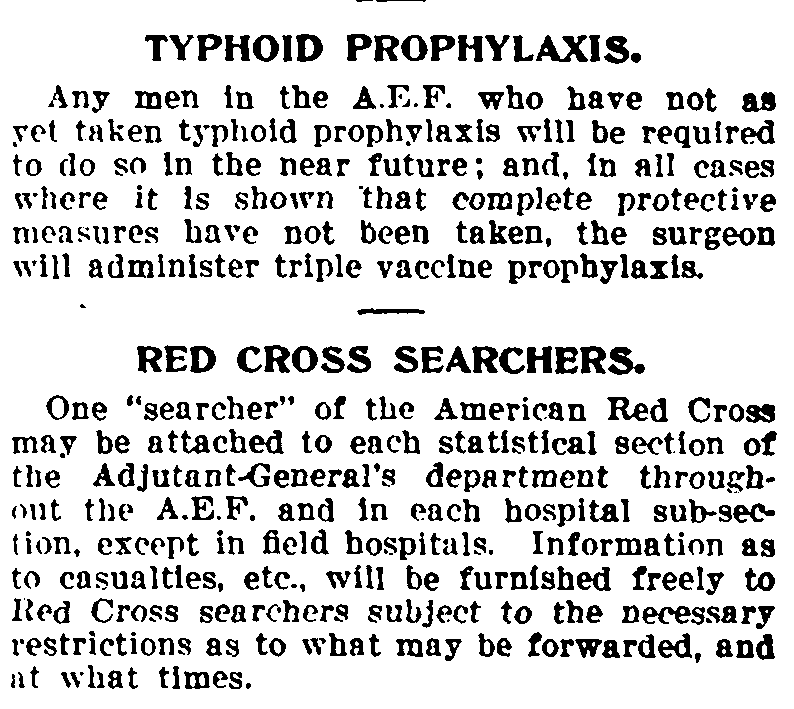 TYPHOID PROPHYLAXIS.
Any men in the A.E.F. who have not as
yet taken typhoid prophylaxis will be required
to do so in the near future; and, in all cases
where it is shown that complete protective
measures have not been taken, the surgeon
will administer triple vaccine prophylaxis.
RED CROSS SEARCHERS.
One "searcher" of the American Red Cross
may be attached to each statistical section of
the Adjutant-General's department through-
out the A.E.F. and in each hospital sub-sec-
tion, except in field hospitals. Information as
to casualties, etc., will be furnished freely to
Red Cross searchers subject to the necessary
restrictions as to what may be forwarded, and
at what times.